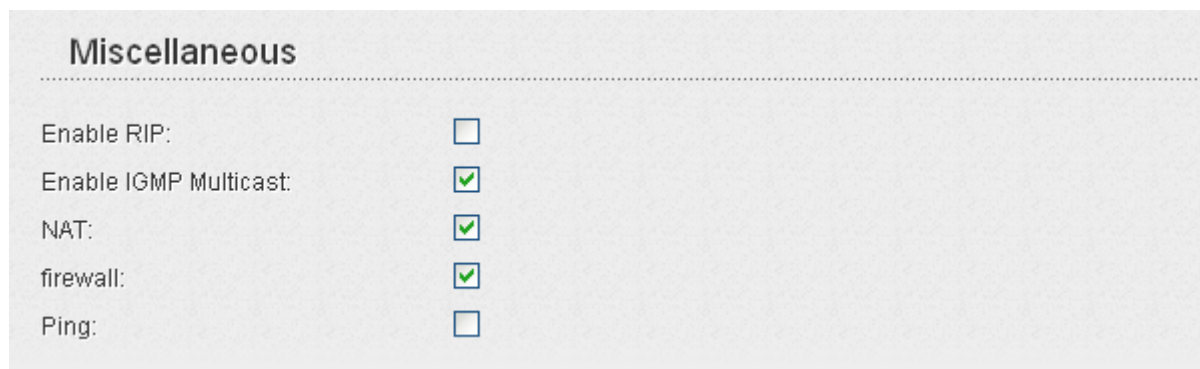 Miscellaneous
Enable RIP:
Enable IGMP Multicast:
NAT:
firewall:
Ping: